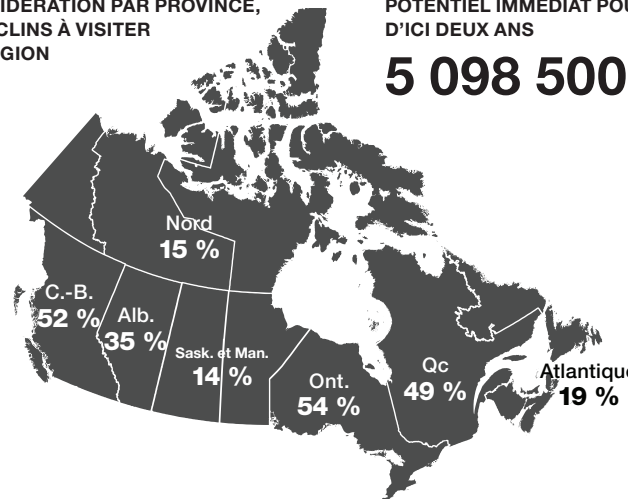 IDÉRATION PAR PROVINCE,
CLINS À VISITER
GION
POTENTIEL IMMÉDIAT POU
D'ICI DEUX ANS
5 098 500
Nord
15 %
C.-B.
52 %
Alb.
35 %
Sask. et Man.
14 %
Ont.
54 %
Qc
49 %
Atlantique
19 %